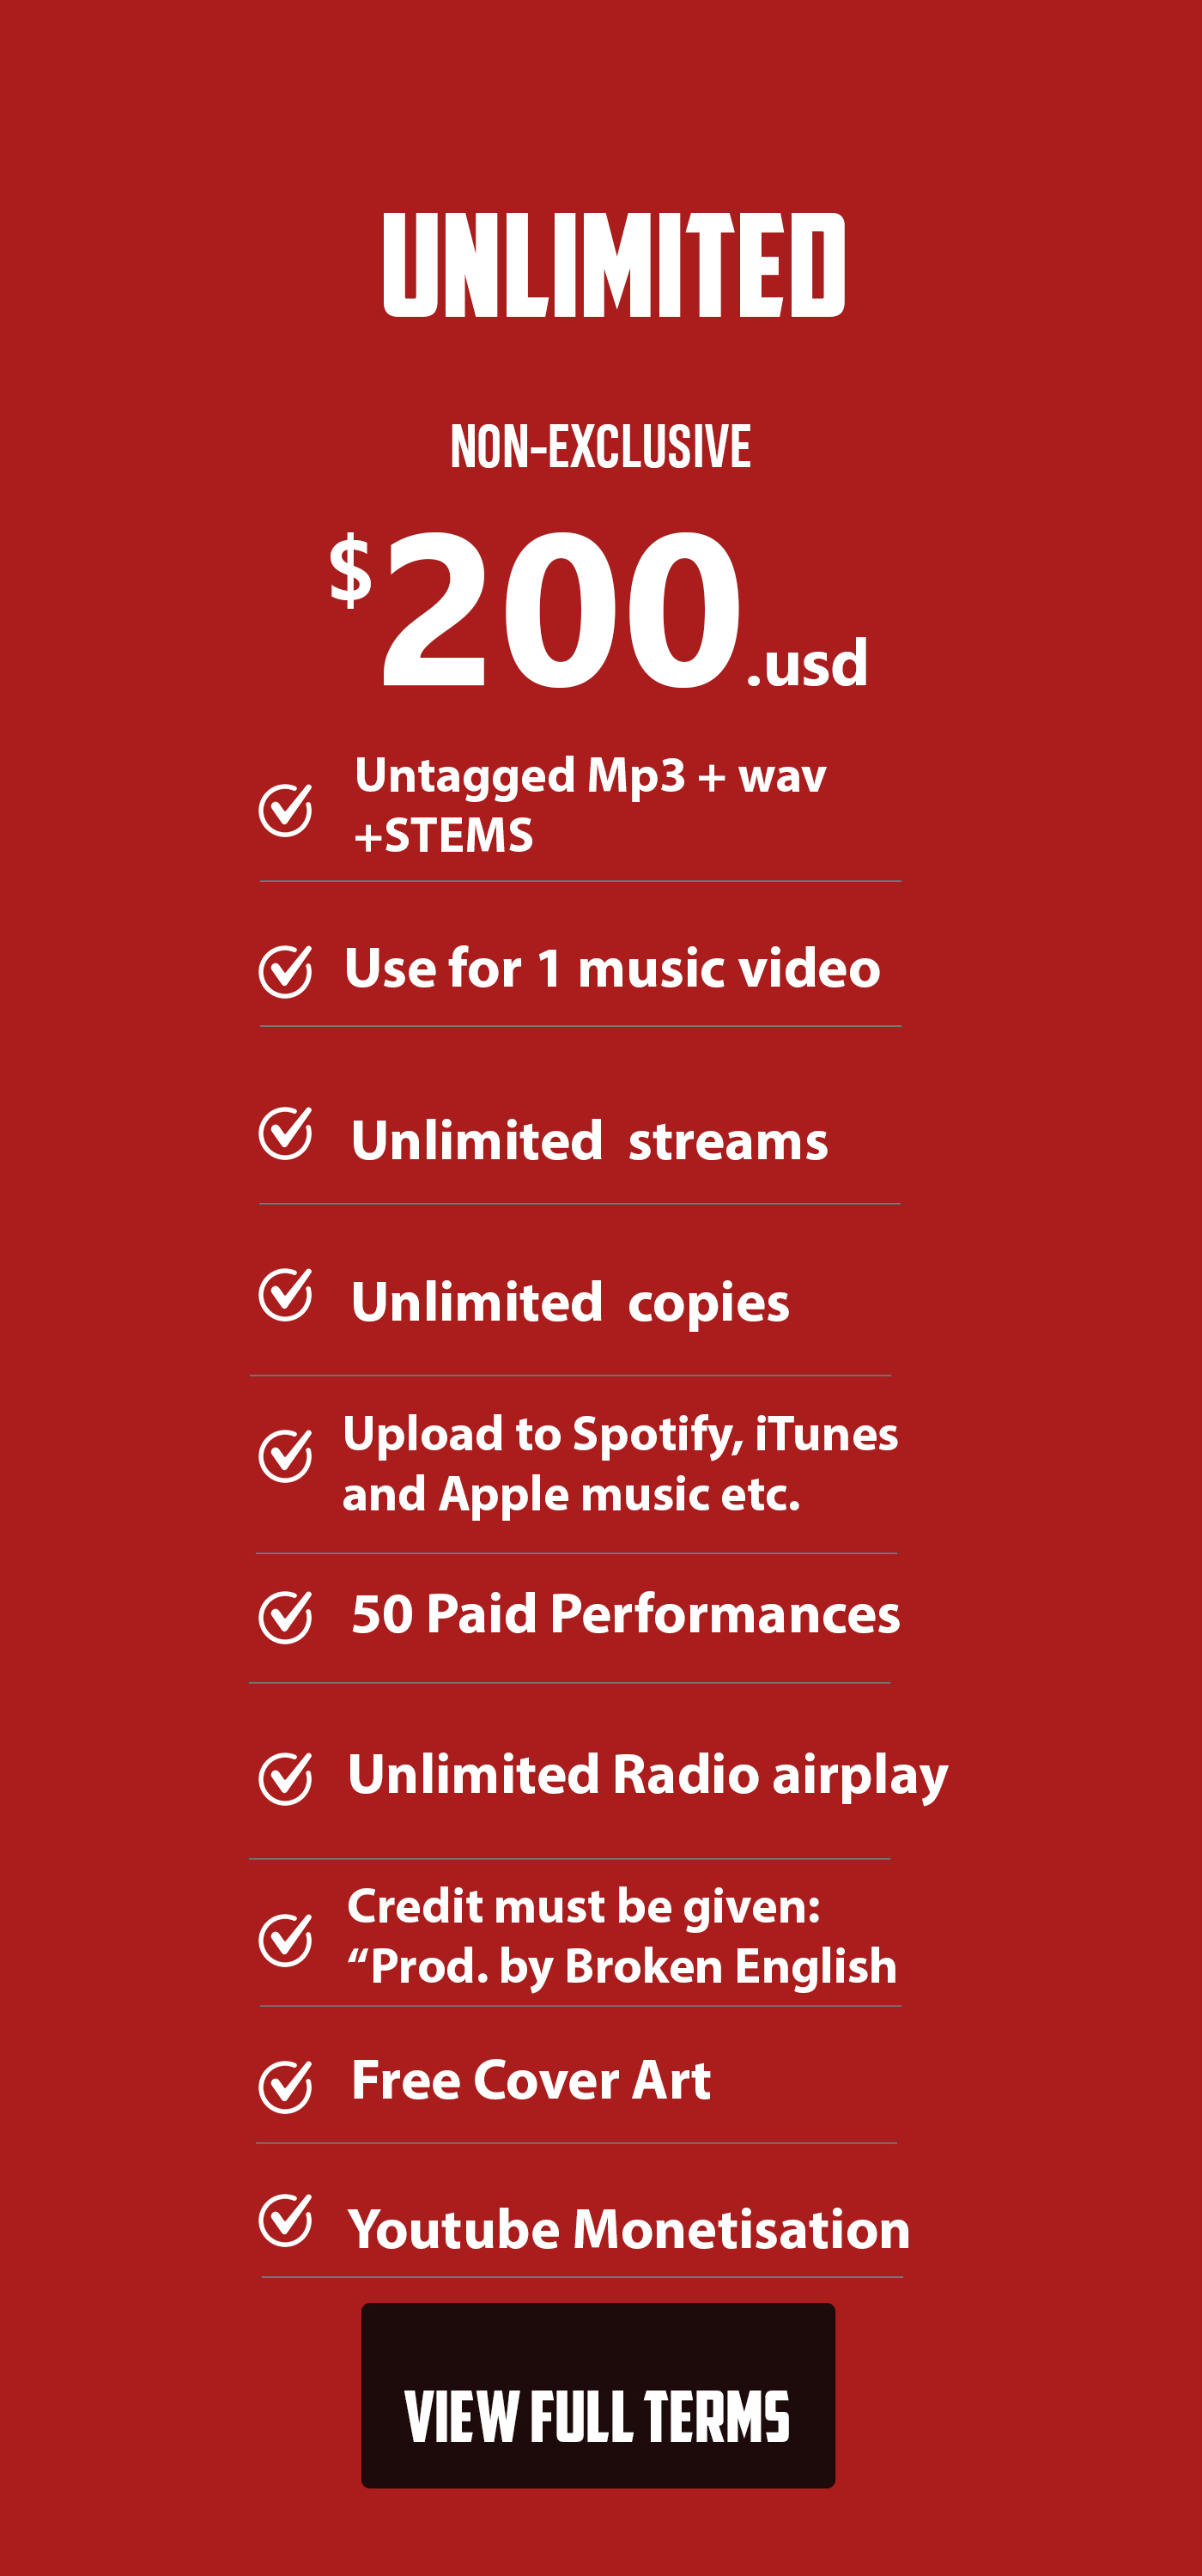 UNLIMITED
NON-EXCLUSIVE
$200.usd
Untagged Mp3 + wav
+STEMS
Use for 1 music video
Unlimited streams
Unlimited copies
Upload to Spotify, iTunes
and Apple music etc.
50 Paid Performances
Unlimited Radio airplay
Credit must be given:
“Prod. by Broken English
Free Cover Art
Youtube Monetisation
VIEW FULL TERMS